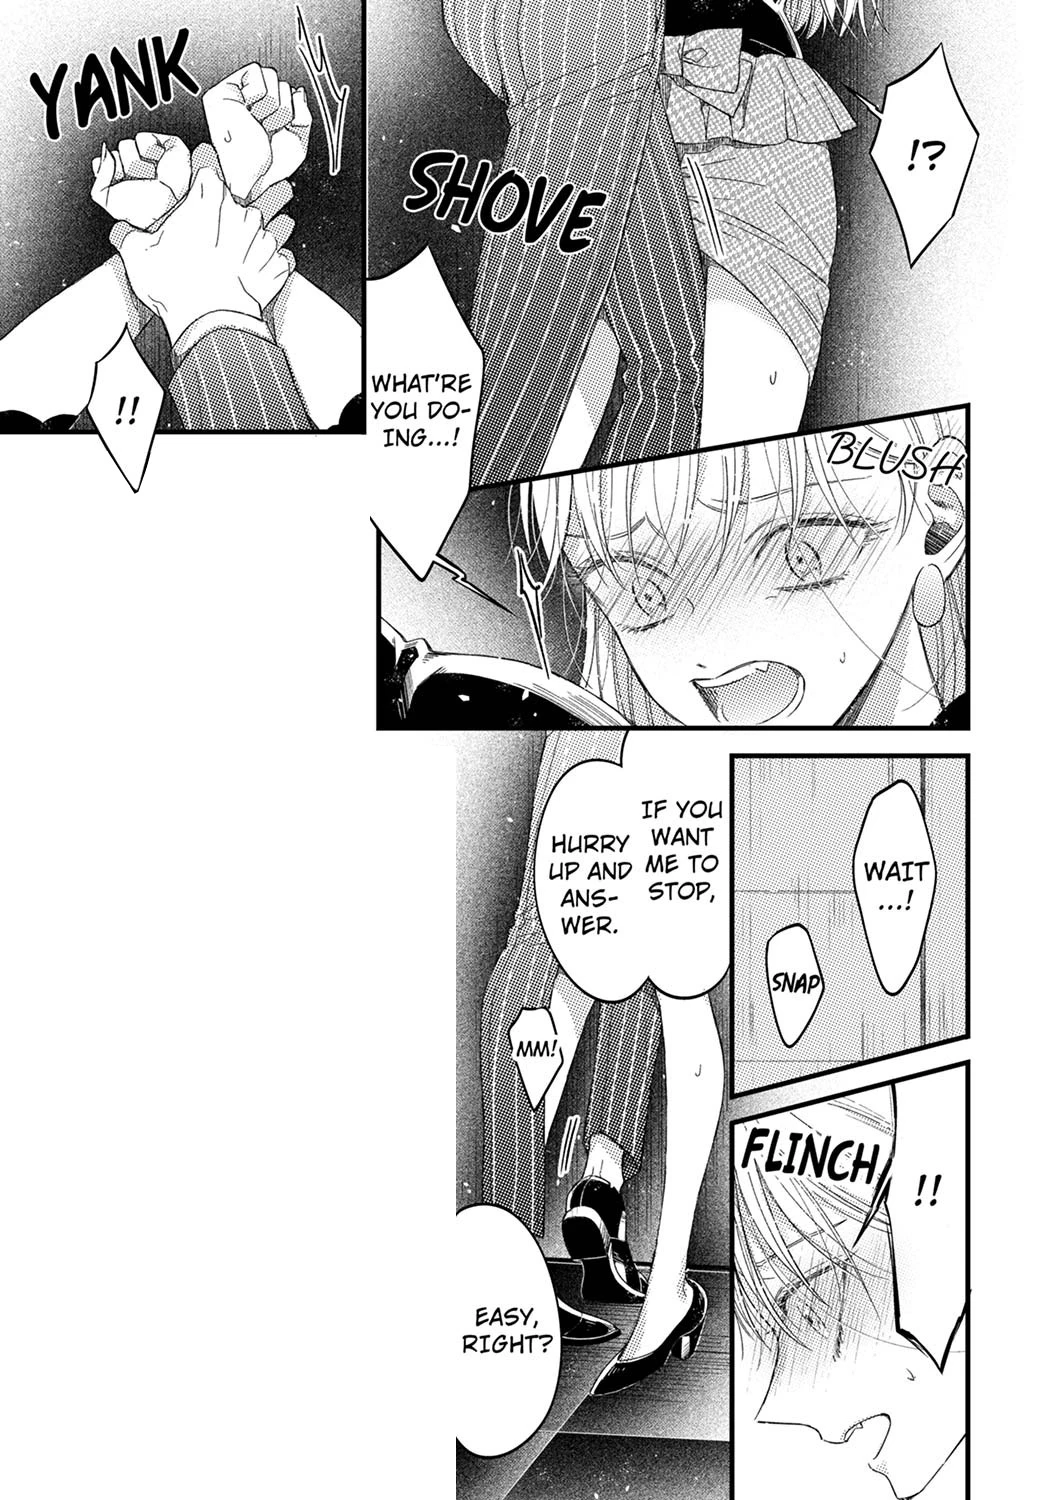 !?
SHOVE
YANK
!!
WHAT'RE
YOU DO-
ING...!
BLUSH
WAIT
...!
SNAP
IF YOU
WANT
ME TO
STOP,
HURRY
UP AND
ANS-
WER.
MM!
!!
FLINCH
EASY,
RIGHT?